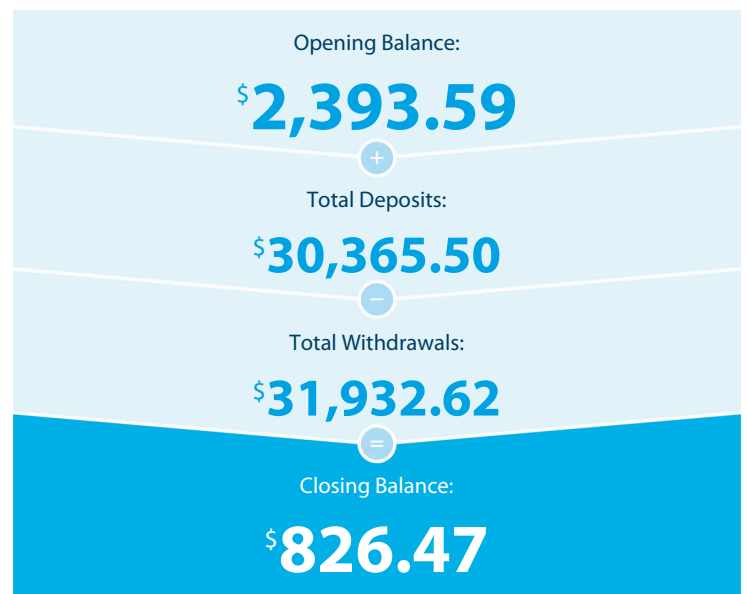 Opening Balance:
$2,393.59
+
Total Deposits:
$30,365.50
−
Total Withdrawals:
$31,932.62
=
Closing Balance:
$826.47